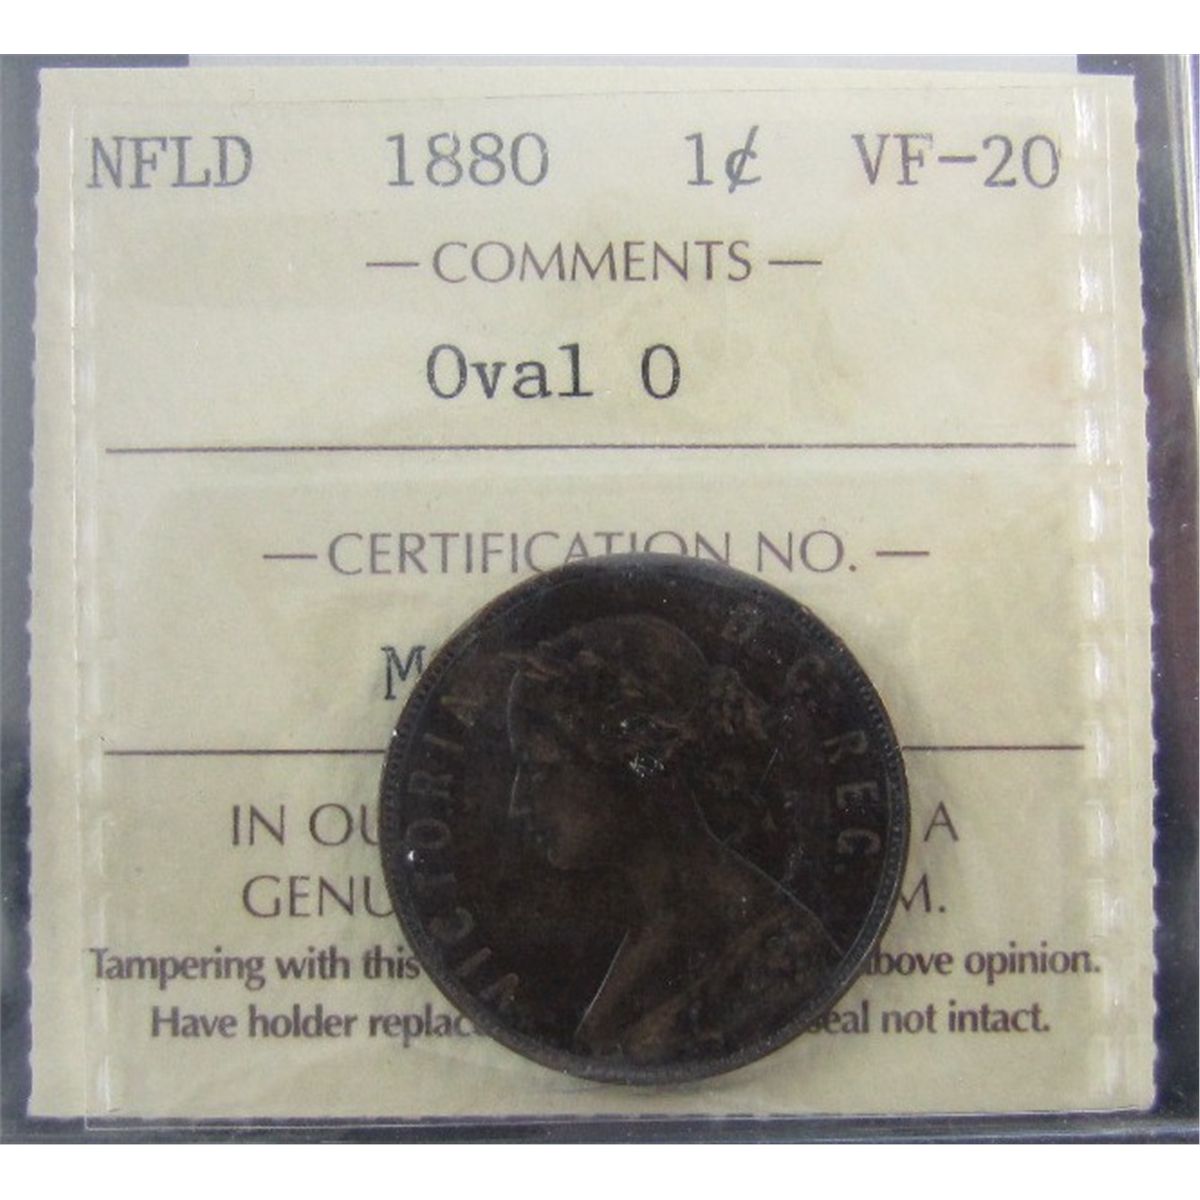 NFLD 1880 1¢ VF-20
— COMMENTS —
Oval O
— CERTIFICATION NO. —
M
IN OU A
GENU M.
Tampering with this above opinion.
Have holder replac seal not intact.
VICTORIA D: G: REG: